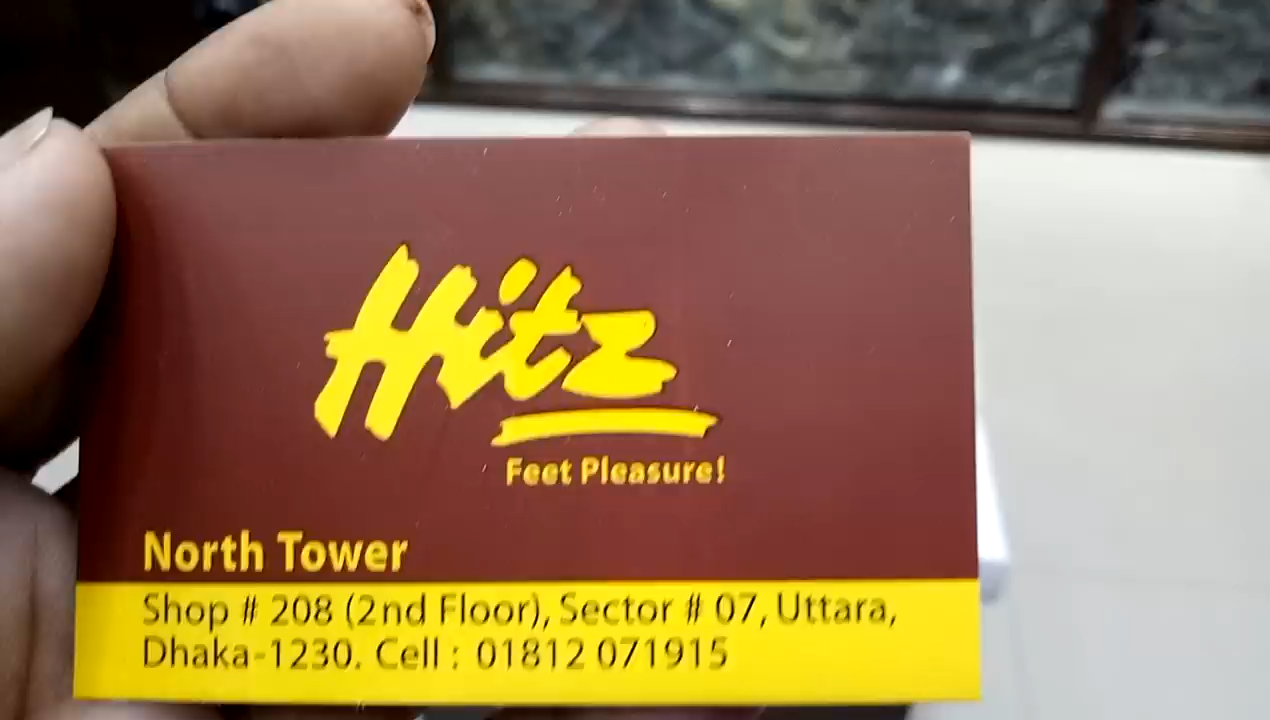 Hitz
Feet Pleasure!
North Tower
Shop # 208 (2nd Floor), Sector # 07, Uttara,
Dhaka-1230. Cell : 01812 071915